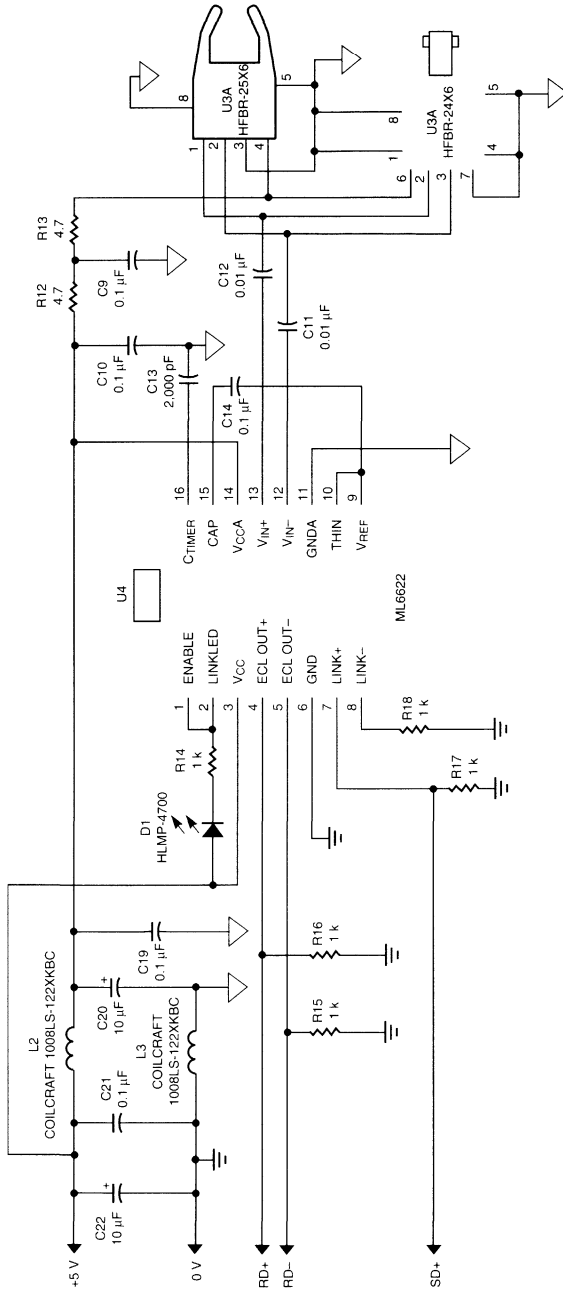 +5 V
0 V
RD+
RD−
SD+
C22
10 µF
+
C21
0.1 µF
L2
COILCRAFT 1008LS-122XKBC
C20
10 µF
+
L3
COILCRAFT
1008LS-122XKBC
C19
0.1 µF
R15
1 k
R16
1 k
D1
HLMP-4700
R14
1 k
R17
1 k
R18
1 k
1
2
3
4
5
6
7
8
ENABLE
LINKLED
VCC
ECL OUT+
ECL OUT−
GND
LINK+
LINK−
U4
ML6622
CTIMER
CAP
VCCA
VIN+
VIN−
GNDA
THIN
VREF
16
15
14
13
12
11
10
9
C10
0.1 µF
C13
2,000 pF
C14
0.1 µF
R12
4.7
C9
0.1 µF
R13
4.7
C11
0.01 µF
C12
0.01 µF
1
2
3
4
8
U3A
HFBR-25X6
5
6
2
3
7
1
8
U3A
HFBR-24X6
4
5